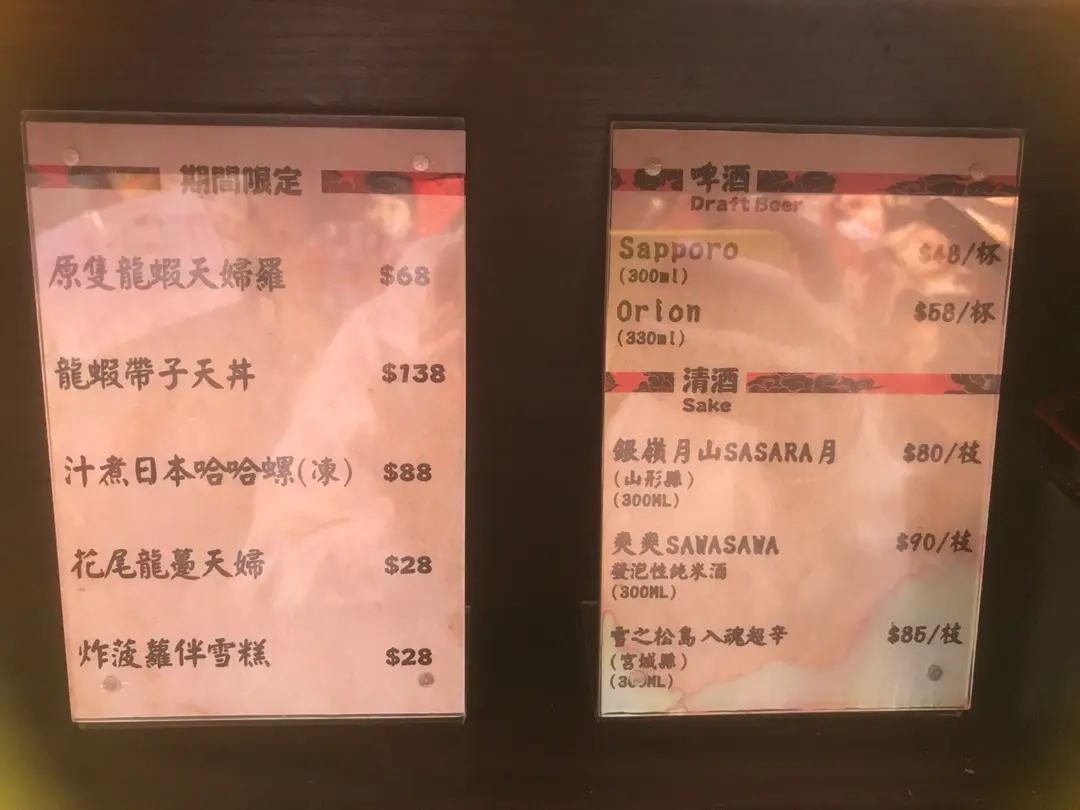 期間限定
原隻龍蝦天婦羅 $68
龍蝦帶子天丼 $138
汁煮日本哈哈螺(凍) $88
花尾龍躉天婦 $28
炸菠蘿伴雪糕 $28
啤酒
Draft Beer
Sapporo $48/杯
(300ml)
Orion $58/杯
(330ml)
清酒
Sake
銀嶺月山SASARA月 $80/枝
(山形縣)
(300ML)
爽爽SAWASAWA $90/枝
發泡性純米酒
(300ML)
雪之松島入魂超辛 $85/枝
(宮城縣)
(300ML)